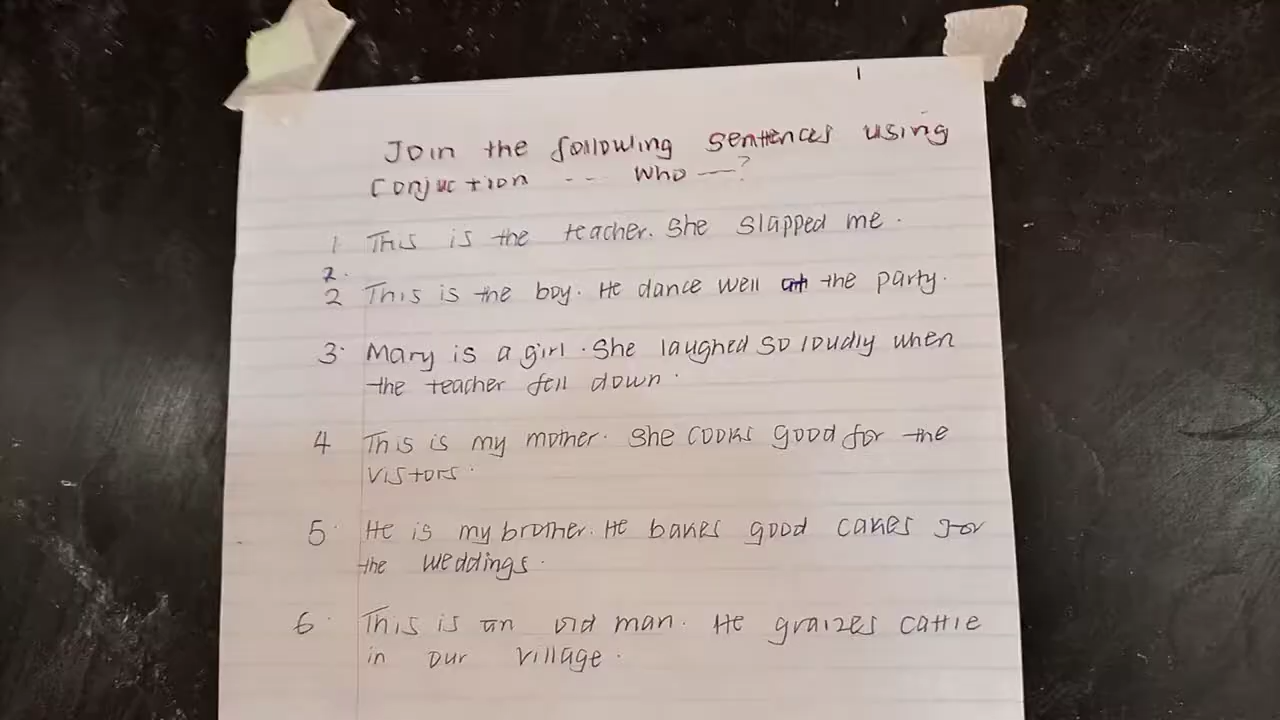 Join the following sentences using
conjuction -- who —?
1 This is the teacher. She slapped me.
2.
2 This is the boy. He dance well at the party.
3. Mary is a girl. She laughed so loudly when
the teacher fell down.
4 This is my mother. She cooks good for the
vistors.
5. He is my brother. He bakes good cakes for
the weddings.
6. This is an old man. He graizes cattle
in our village.